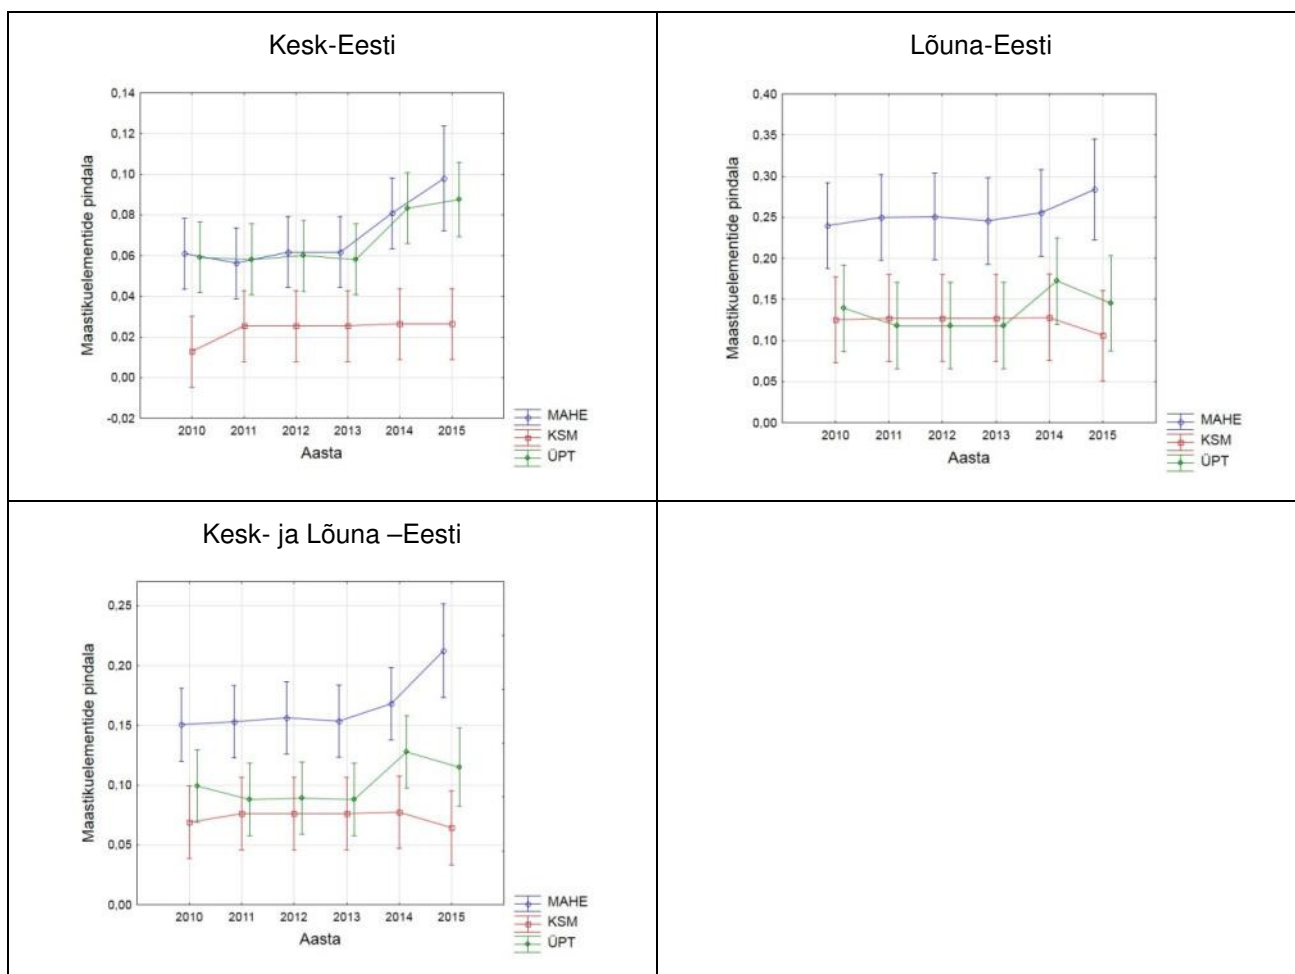 Kesk-Eesti
Maastikuelementide pindala
0,14
0,12
0,10
0,08
0,06
0,04
0,02
0,00
-0,02
2010 2011 2012 2013 2014 2015
Aasta
MAHE
KSM
ÜPT
Lõuna-Eesti
Maastikuelementide pindala
0,40
0,35
0,30
0,25
0,20
0,15
0,10
0,05
0,00
2010 2011 2012 2013 2014 2015
Aasta
MAHE
KSM
ÜPT
Kesk- ja Lõuna –Eesti
Maastikuelementide pindala
0,25
0,20
0,15
0,10
0,05
0,00
2010 2011 2012 2013 2014 2015
Aasta
MAHE
KSM
ÜPT